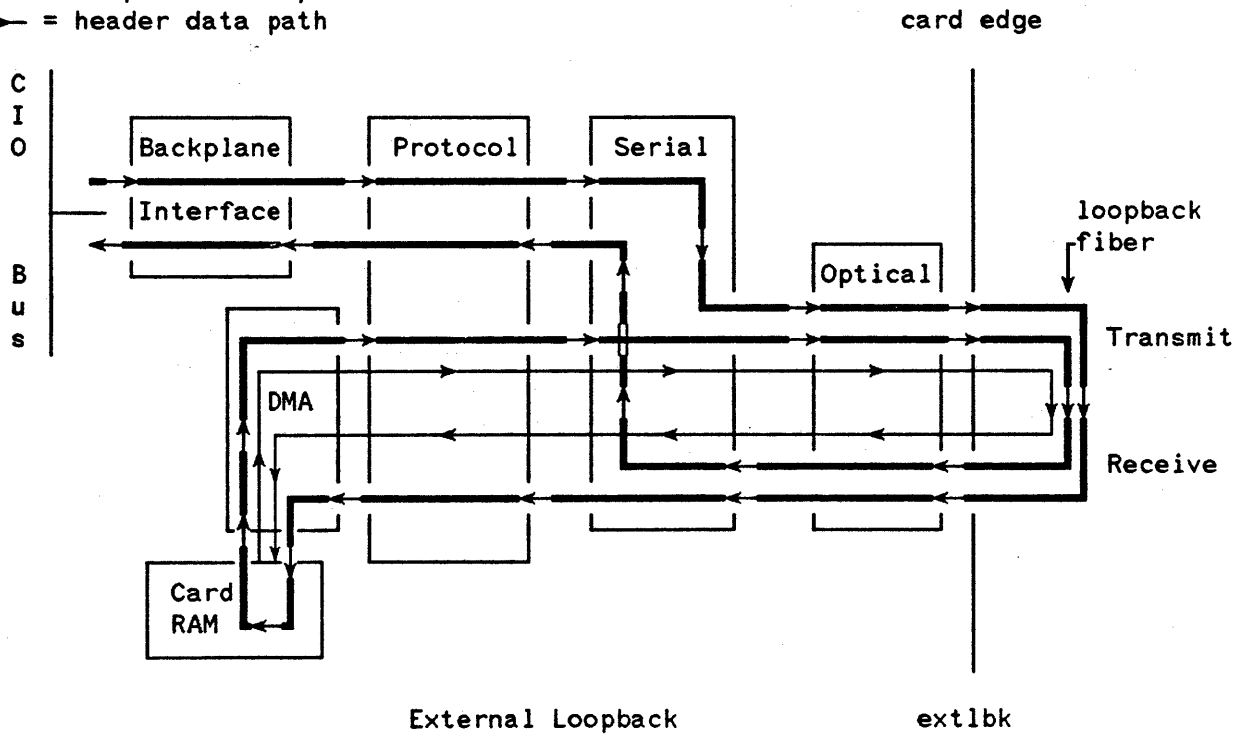 = header data path
card edge
C
I
O
Bus
Backplane
Interface
Protocol
Serial
loopback
fiber
Optical
Transmit
DMA
Receive
Card
RAM
External Loopback
extlbk